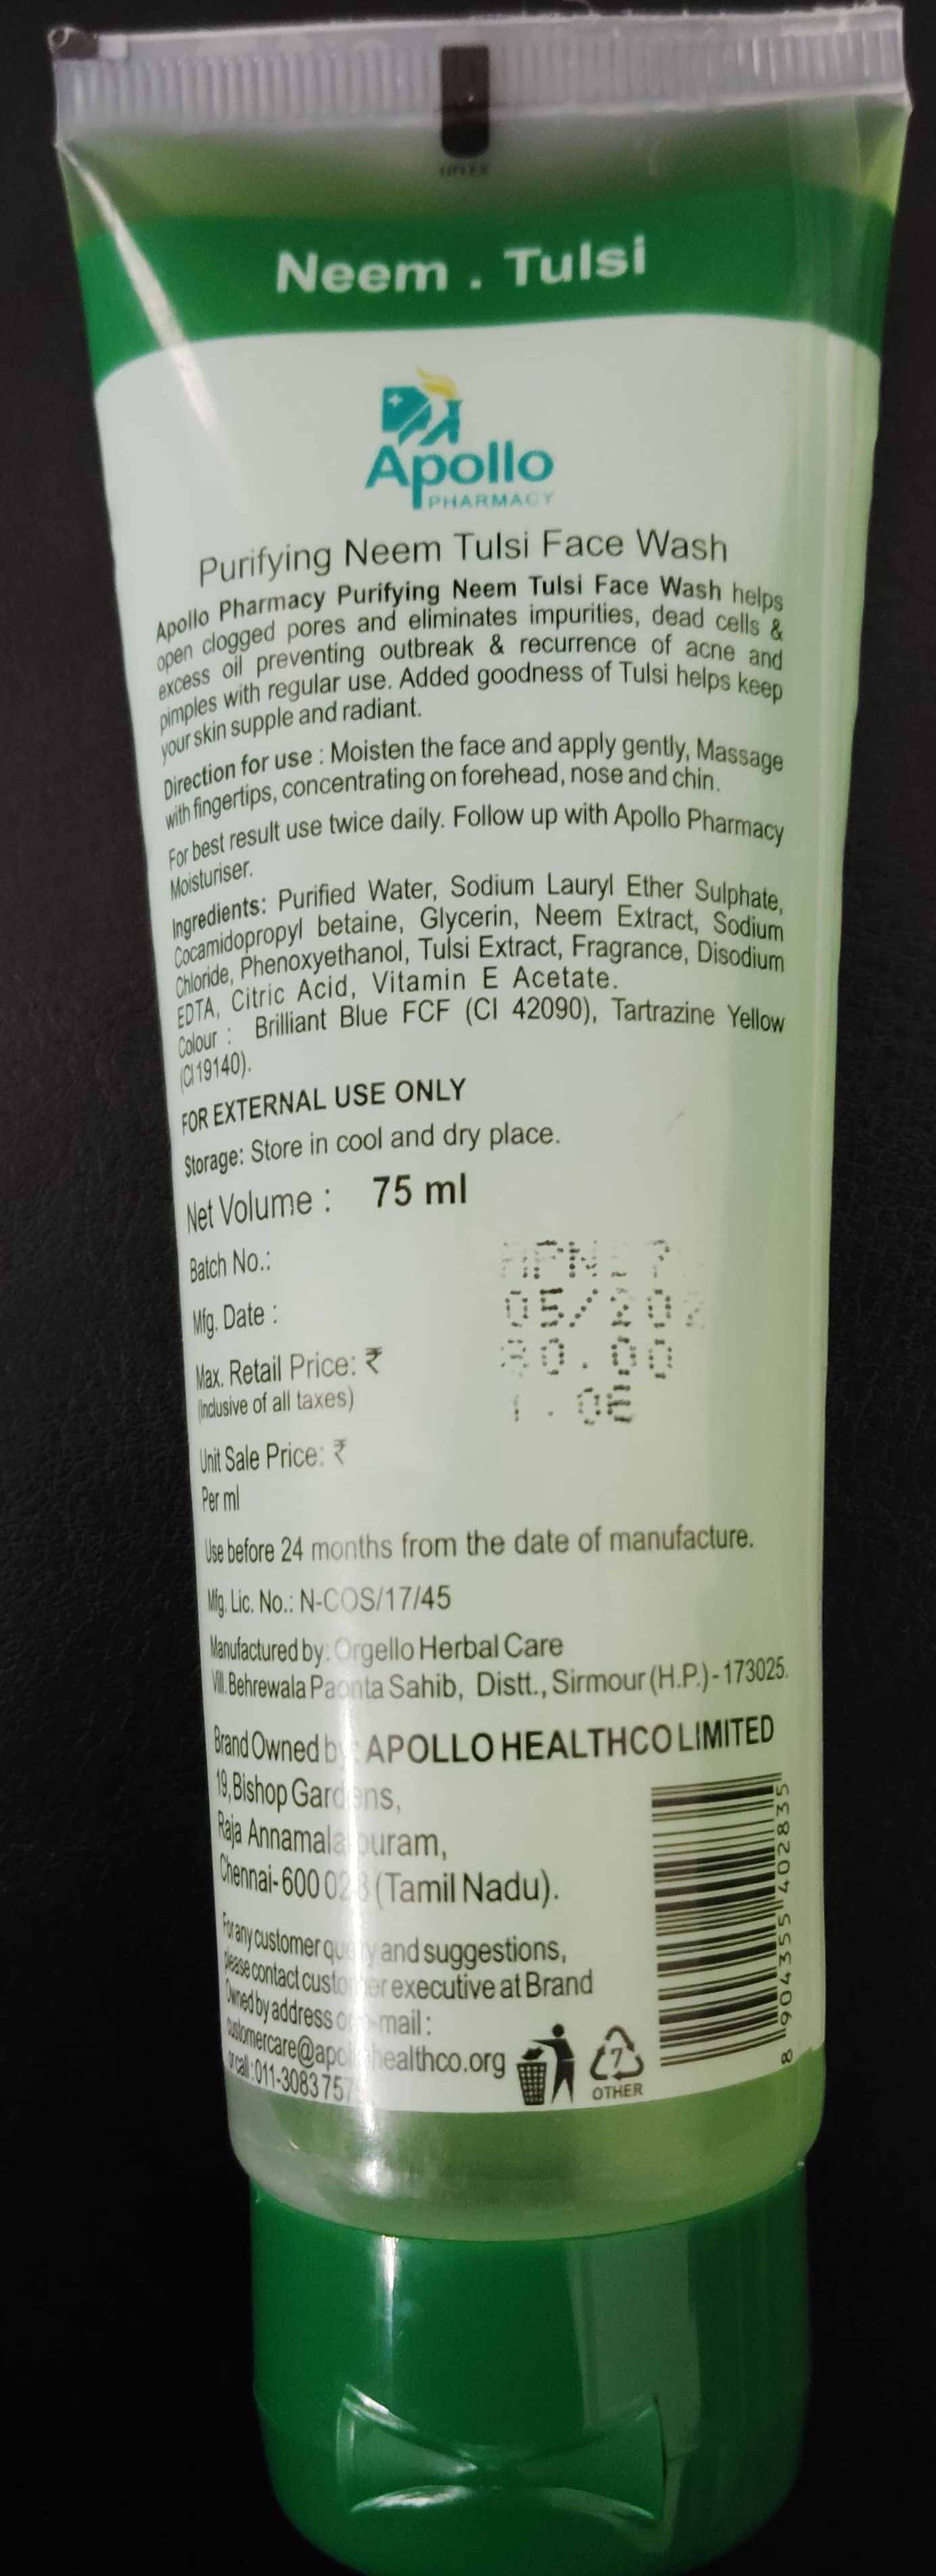 Neem . Tulsi
Apollo
PHARMACY
Purifying Neem Tulsi Face Wash
Apollo Pharmacy Purifying Neem Tulsi Face Wash helps
open clogged pores and eliminates impurities, dead cells &
excess oil preventing outbreak & recurrence of acne and
pimples with regular use. Added goodness of Tulsi helps keep
your skin supple and radiant.
Direction for use : Moisten the face and apply gently, Massage
with fingertips, concentrating on forehead, nose and chin.
For best result use twice daily. Follow up with Apollo Pharmacy
Moisturiser.
Ingredients: Purified Water, Sodium Lauryl Ether Sulphate,
Cocamidopropyl betaine, Glycerin, Neem Extract, Sodium
Chloride, Phenoxyethanol, Tulsi Extract, Fragrance, Disodium
EDTA, Citric Acid, Vitamin E Acetate.
Colour : Brilliant Blue FCF (CI 42090), Tartrazine Yellow
(CI 19140).
FOR EXTERNAL USE ONLY
Storage: Store in cool and dry place.
Net Volume : 75 ml
Batch No.:
Mfg. Date :
Max. Retail Price: ₹
(Inclusive of all taxes)
Unit Sale Price: ₹
Per ml
Use before 24 months from the date of manufacture.
Mfg. Lic. No.: N-COS/17/45
Manufactured by: Orgello Herbal Care
Vill. Behrewala Paonta Sahib, Distt., Sirmour (H.P.) - 173025.
Brand Owned by : APOLLO HEALTHCO LIMITED
19, Bishop Gardens,
Raja Annamalaipuram,
Chennai- 600 028 (Tamil Nadu).
For any customer query and suggestions,
please contact customer executive at Brand
Owned by address or e-mail :
customercare@apollohealthco.org
or call : 011-3083 757
7
OTHER
8 904355 402835